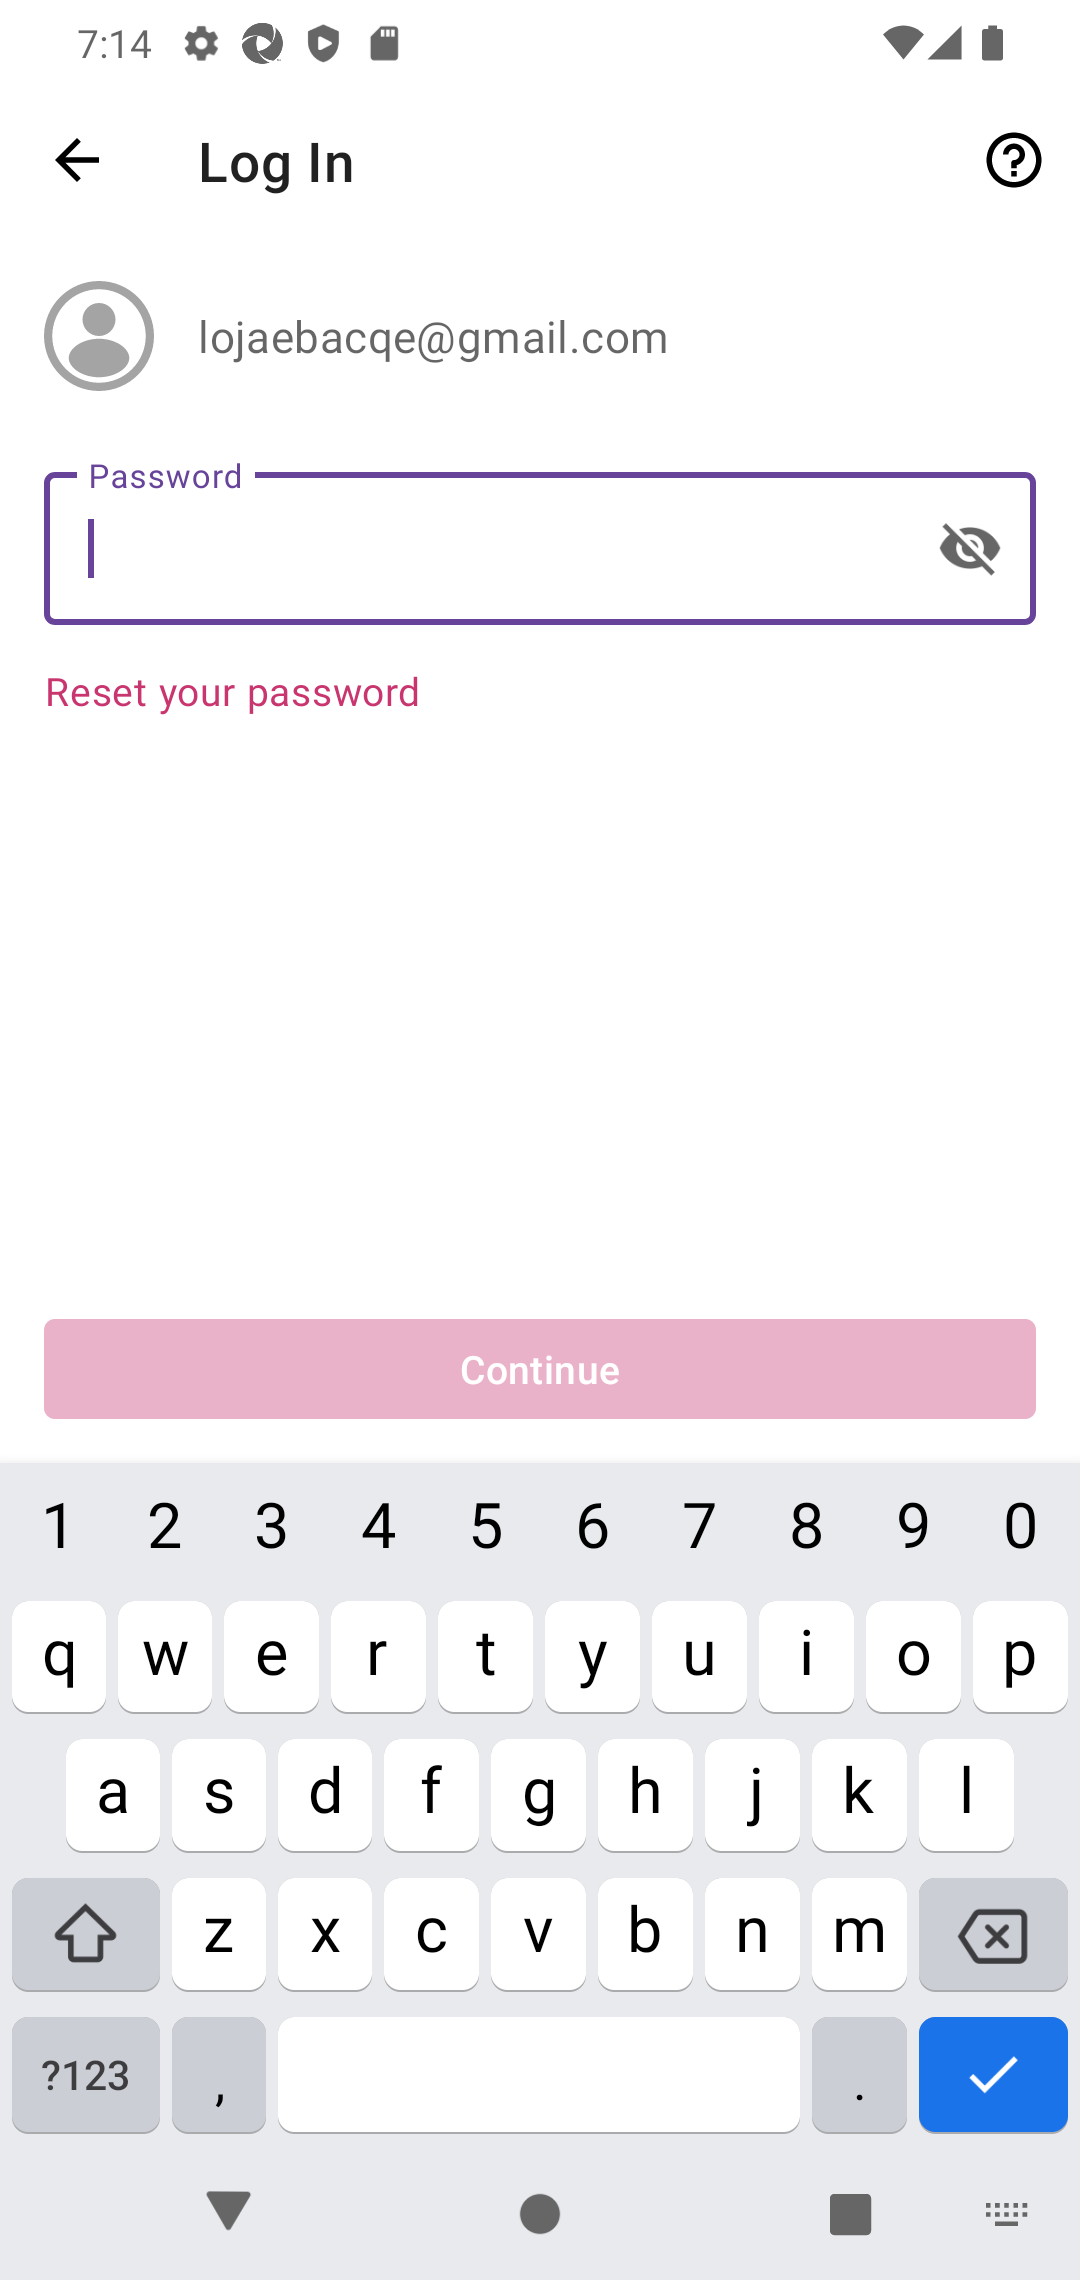 7:14
Log In
lojaebacqe@gmail.com
Password
Reset your password
Continue
1 2 3 4 5 6 7 8 9 0
q w e r t y u i o p
a s d f g h j k l
z x c v b n m
?123 , .